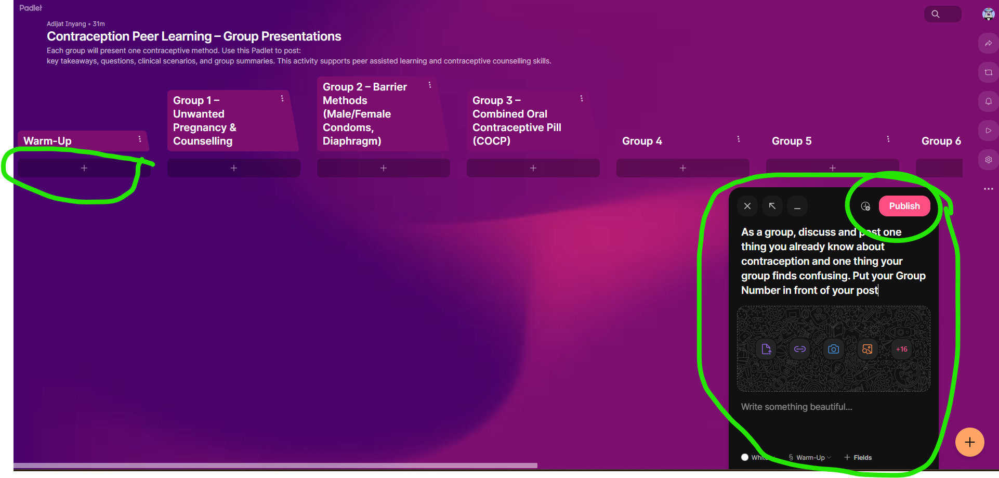 Padlet
Adijat Inyang • 31m
Contraception Peer Learning – Group Presentations
Each group will present one contraceptive method. Use this Padlet to post:
key takeaways, questions, clinical scenarios, and group summaries. This activity supports peer assisted learning and contraceptive counselling skills.
Warm-Up
Group 1 –
Unwanted
Pregnancy &
Counselling
Group 2 – Barrier
Methods
(Male/Female
Condoms,
Diaphragm)
Group 3 –
Combined Oral
Contraceptive Pill
(COCP)
Group 4
Group 5
Group 6
Publish
As a group, discuss and post one
thing you already know about
contraception and one thing your
group finds confusing. Put your Group
Number in front of your post
+16
Write something beautiful...
White
Warm-Up
Fields